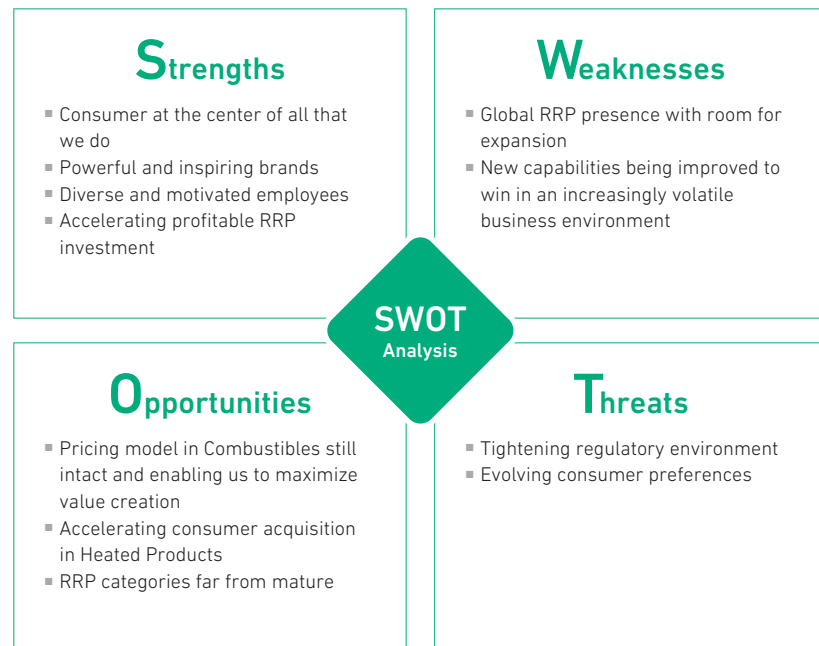 Strengths
■ Consumer at the center of all that
we do
■ Powerful and inspiring brands
■ Diverse and motivated employees
■ Accelerating profitable RRP
investment
Weaknesses
■ Global RRP presence with room for
expansion
■ New capabilities being improved to
win in an increasingly volatile
business environment
SWOT
Analysis
Opportunities
■ Pricing model in Combustibles still
intact and enabling us to maximize
value creation
■ Accelerating consumer acquisition
in Heated Products
■ RRP categories far from mature
Threats
■ Tightening regulatory environment
■ Evolving consumer preferences